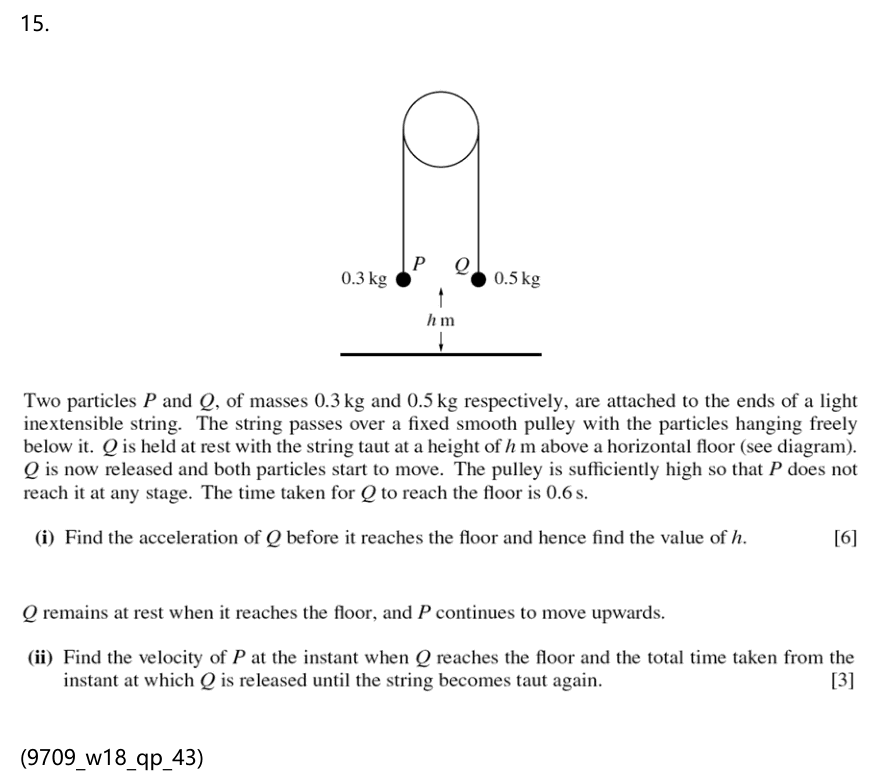 15.
P
Q
0.3 kg
0.5 kg
h m
Two particles P and Q, of masses 0.3 kg and 0.5 kg respectively, are attached to the ends of a light
inextensible string. The string passes over a fixed smooth pulley with the particles hanging freely
below it. Q is held at rest with the string taut at a height of h m above a horizontal floor (see diagram).
Q is now released and both particles start to move. The pulley is sufficiently high so that P does not
reach it at any stage. The time taken for Q to reach the floor is 0.6 s.
(i) Find the acceleration of Q before it reaches the floor and hence find the value of h. [6]
Q remains at rest when it reaches the floor, and P continues to move upwards.
(ii) Find the velocity of P at the instant when Q reaches the floor and the total time taken from the
instant at which Q is released until the string becomes taut again. [3]
(9709_w18_qp_43)